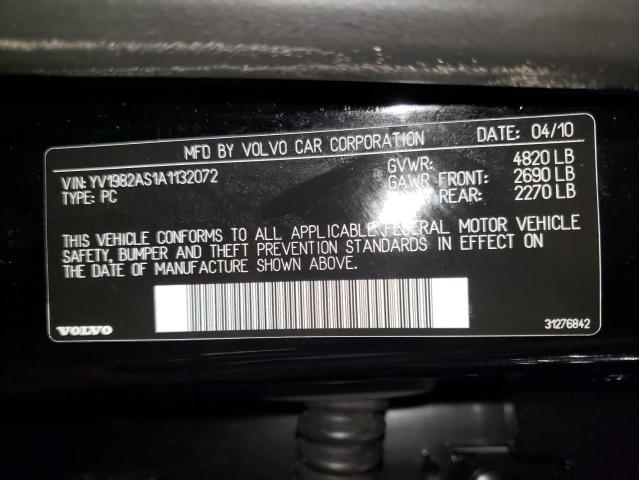 MFD BY VOLVO CAR CORPORATION DATE: 04/10
VIN: YV1982AS1A1132072 GVWR: 4820 LB
TYPE: PC GAWR FRONT: 2690 LB
REAR: 2270 LB
THIS VEHICLE CONFORMS TO ALL APPLICABLE FEDERAL MOTOR VEHICLE
SAFETY, BUMPER AND THEFT PREVENTION STANDARDS IN EFFECT ON
THE DATE OF MANUFACTURE SHOWN ABOVE.
VOLVO 31276842